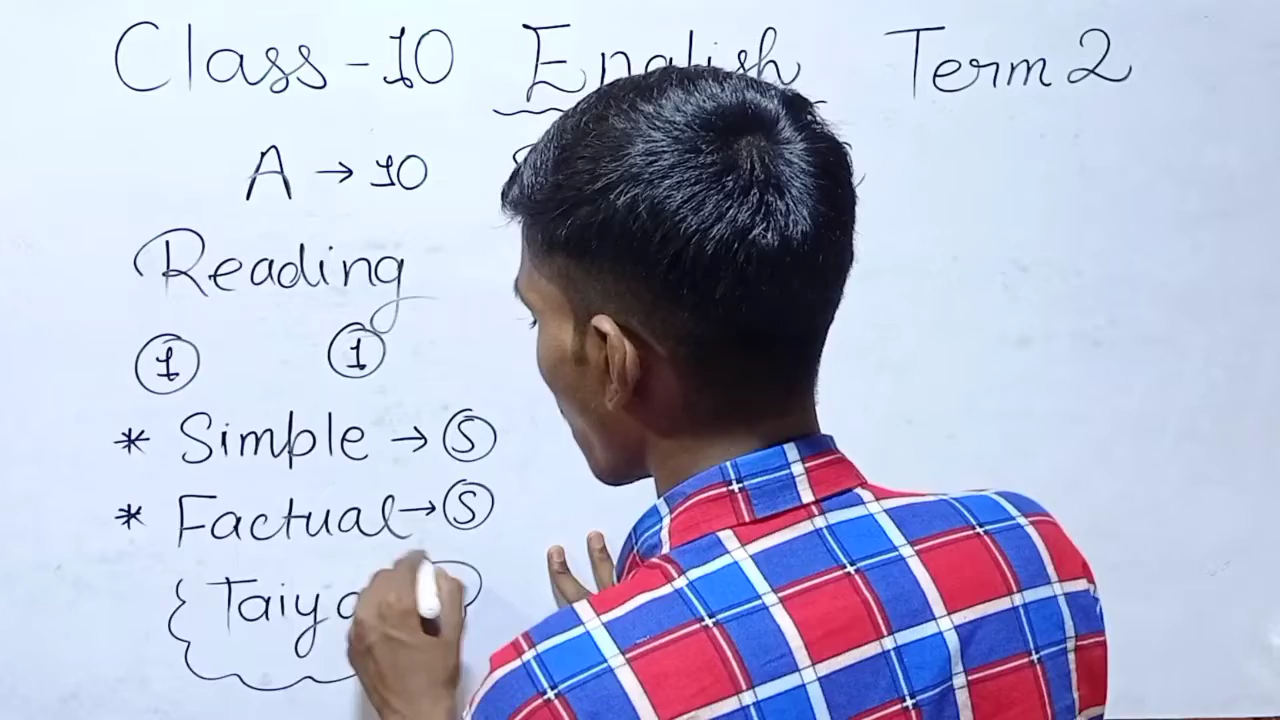 Class-10 English Term 2
A → 10
Reading
1 1
* Simple → 5
* Factual → 5